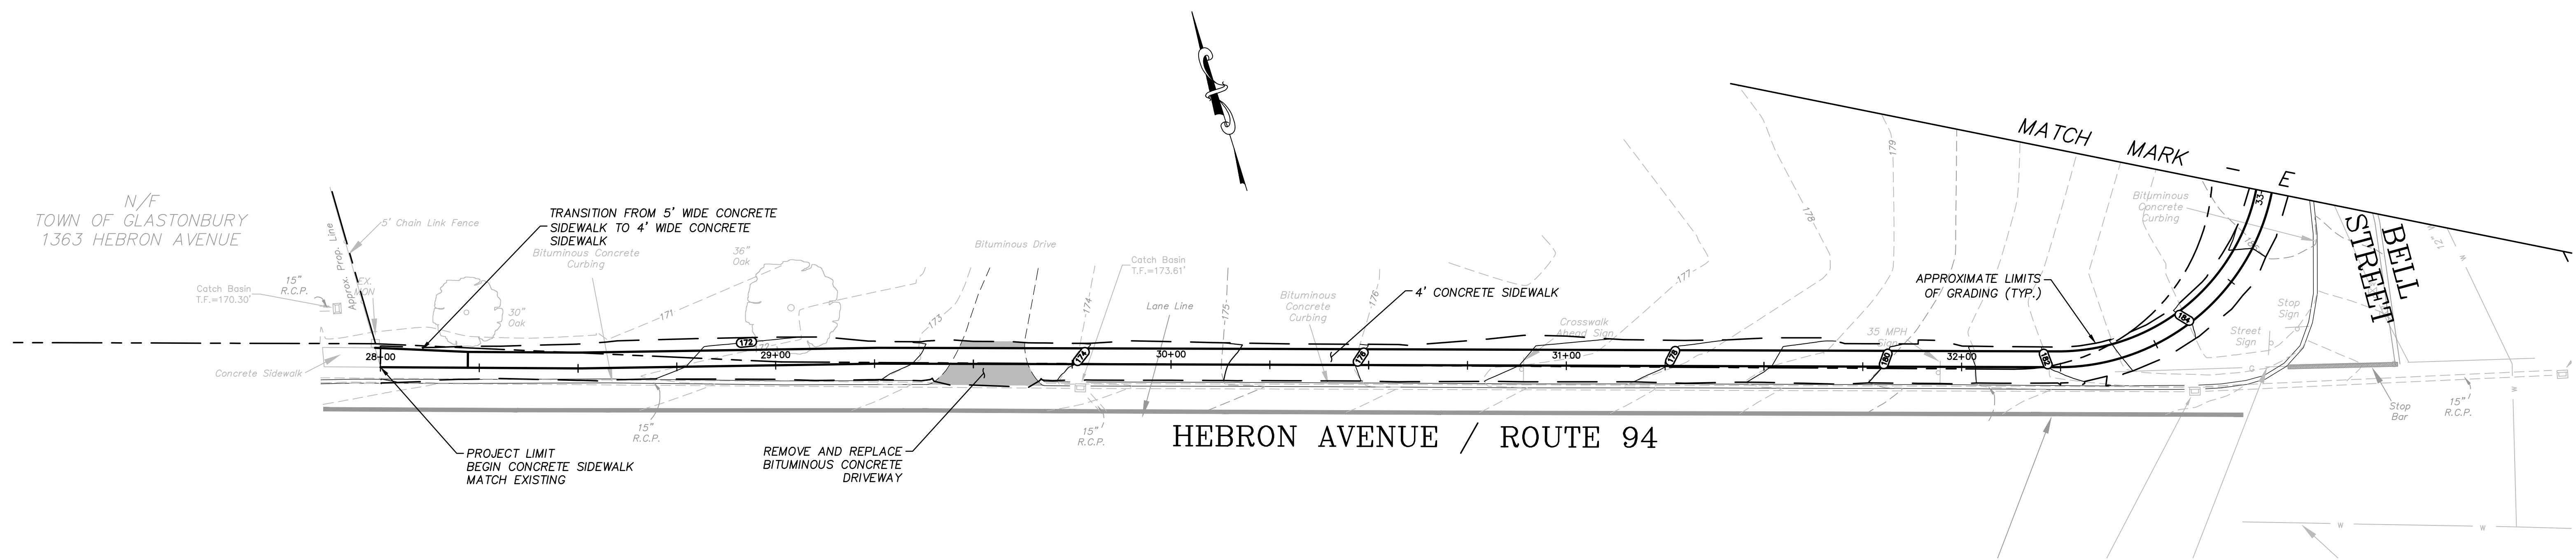 N/F
TOWN OF GLASTONBURY
1363 HEBRON AVENUE
Catch Basin
T.F.=170.30'
15"
R.C.P.
Approx. Prop. Line
5' Chain Link Fence
EX.
MON
Concrete Sidewalk
28+00
30"
Oak
TRANSITION FROM 5' WIDE CONCRETE
SIDEWALK TO 4' WIDE CONCRETE
SIDEWALK
Bituminous Concrete
Curbing
PROJECT LIMIT
BEGIN CONCRETE SIDEWALK
MATCH EXISTING
15"
R.C.P.
171
36"
Oak
172
172
29+00
REMOVE AND REPLACE
BITUMINOUS CONCRETE
DRIVEWAY
173
Bituminous Drive
174
174
Catch Basin
T.F.=173.61'
15"
R.C.P.
Lane Line
30+00
175
Bituminous
Concrete
Curbing
176
176
4' CONCRETE SIDEWALK
HEBRON AVENUE / ROUTE 94
Crosswalk
Ahead Sign
31+00
177
178
178
179
180
35 MPH
Sign
32+00
APPROXIMATE LIMITS
OF GRADING (TYP.)
182
184
185
G
G
MATCH MARK - E
33
Bituminous
Concrete
Curbing
Stop
Sign
Street
Sign
BELL
STREET
12" W
W
Stop
Bar
15"
R.C.P.
W
W
W